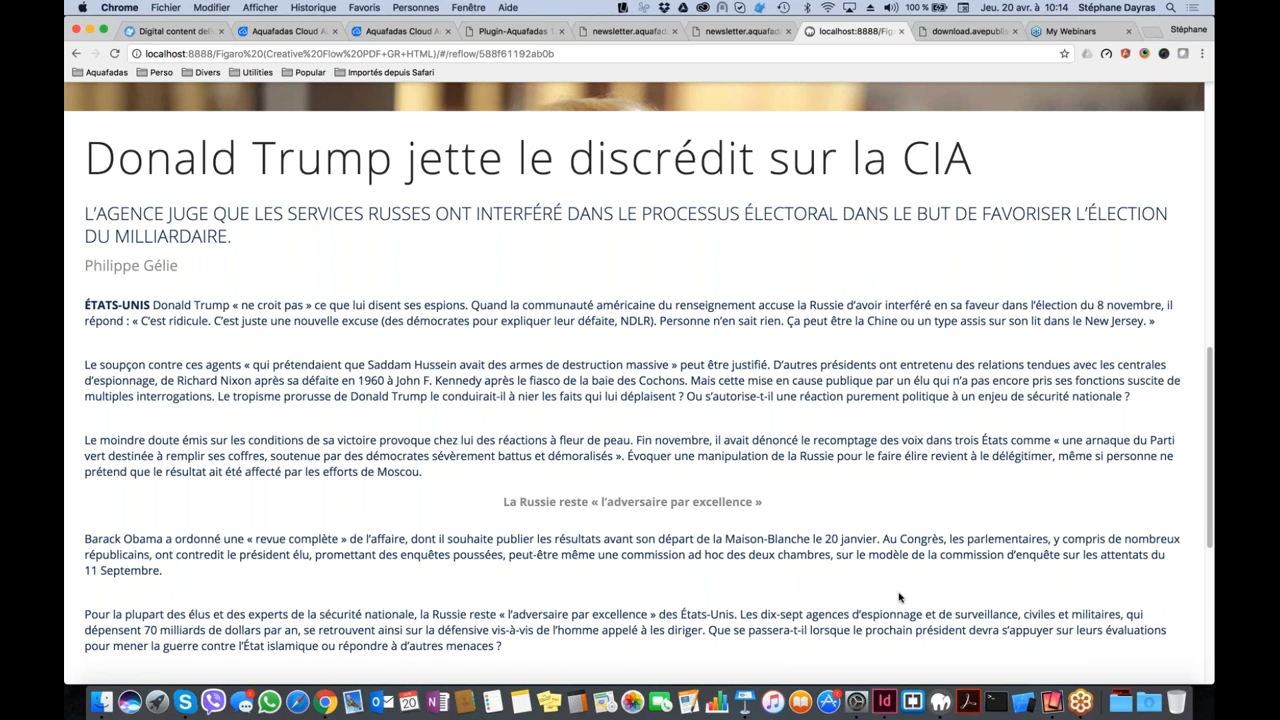 Chrome Fichier Modifier Afficher Historique Favoris Personnes Fenêtre Aide 100 % Jeu. 20 avr. à 10:14 Stéphane Dayras
Digital content deli Aquafadas Cloud Au Aquafadas Cloud Au Plugin-Aquafadas newsletter.aquafada newsletter.aquafada localhost:8888/Fig download.avepublis My Webinars Stéphane
localhost:8888/Figaro%20(Creative%20Flow%20PDF+GR+HTML)/#/reflow/588f61192ab0b
Aquafadas Perso Divers Utilities Popular Importés depuis Safari
Donald Trump jette le discrédit sur la CIA
L’AGENCE JUGE QUE LES SERVICES RUSSES ONT INTERFÉRÉ DANS LE PROCESSUS ÉLECTORAL DANS LE BUT DE FAVORISER L’ÉLECTION
DU MILLIARDAIRE.
Philippe Gélie
ÉTATS-UNIS Donald Trump « ne croit pas » ce que lui disent ses espions. Quand la communauté américaine du renseignement accuse la Russie d’avoir interféré en sa faveur dans l’élection du 8 novembre, il
répond : « C’est ridicule. C’est juste une nouvelle excuse (des démocrates pour expliquer leur défaite, NDLR). Personne n’en sait rien. Ça peut être la Chine ou un type assis sur son lit dans le New Jersey. »
Le soupçon contre ces agents « qui prétendaient que Saddam Hussein avait des armes de destruction massive » peut être justifié. D’autres présidents ont entretenu des relations tendues avec les centrales
d’espionnage, de Richard Nixon après sa défaite en 1960 à John F. Kennedy après le fiasco de la baie des Cochons. Mais cette mise en cause publique par un élu qui n’a pas encore pris ses fonctions suscite de
multiples interrogations. Le tropisme prorusse de Donald Trump le conduirait-il à nier les faits qui lui déplaisent ? Ou s’autorise-t-il une réaction purement politique à un enjeu de sécurité nationale ?
Le moindre doute émis sur les conditions de sa victoire provoque chez lui des réactions à fleur de peau. Fin novembre, il avait dénoncé le recomptage des voix dans trois États comme « une arnaque du Parti
vert destinée à remplir ses coffres, soutenue par des démocrates sévèrement battus et démoralisés ». Évoquer une manipulation de la Russie pour le faire élire revient à le délégitimer, même si personne ne
prétend que le résultat ait été affecté par les efforts de Moscou.
La Russie reste « l’adversaire par excellence »
Barack Obama a ordonné une « revue complète » de l’affaire, dont il souhaite publier les résultats avant son départ de la Maison-Blanche le 20 janvier. Au Congrès, les parlementaires, y compris de nombreux
républicains, ont contredit le président élu, promettant des enquêtes poussées, peut-être même une commission ad hoc des deux chambres, sur le modèle de la commission d’enquête sur les attentats du
11 Septembre.
Pour la plupart des élus et des experts de la sécurité nationale, la Russie reste « l’adversaire par excellence » des États-Unis. Les dix-sept agences d’espionnage et de surveillance, civiles et militaires, qui
dépensent 70 milliards de dollars par an, se retrouvent ainsi sur la défensive vis-à-vis de l’homme appelé à les diriger. Que se passera-t-il lorsque le prochain président devra s’appuyer sur leurs évaluations
pour mener la guerre contre l’État islamique ou répondre à d’autres menaces ?